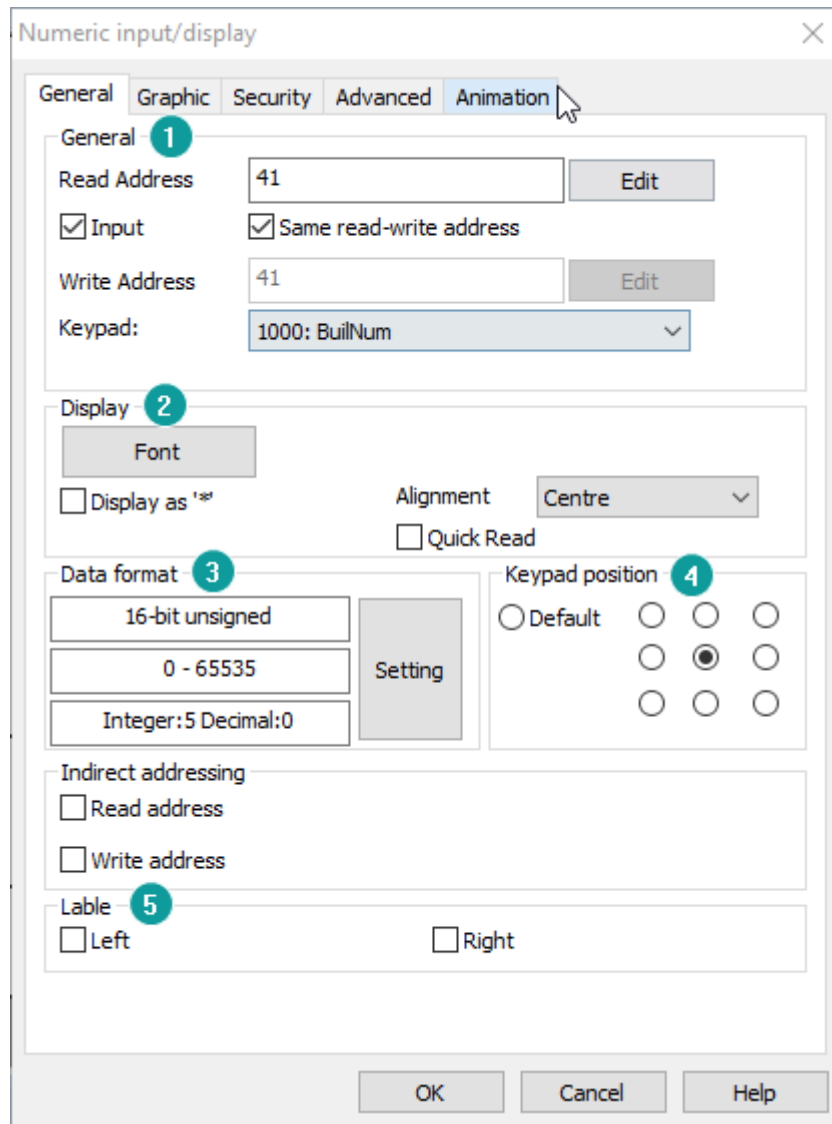 Numeric input/display
General Graphic Security Advanced Animation
General 1
Read Address 41 Edit
Input Same read-write address
Write Address 41 Edit
Keypad: 1000: BuilNum
Display 2
Font
Display as '*' Alignment Centre
Quick Read
Data format 3 Keypad position 4
16-bit unsigned Default
0 - 65535 Setting
Integer:5 Decimal:0
Indirect addressing
Read address
Write address
Lable 5
Left Right
OK Cancel Help